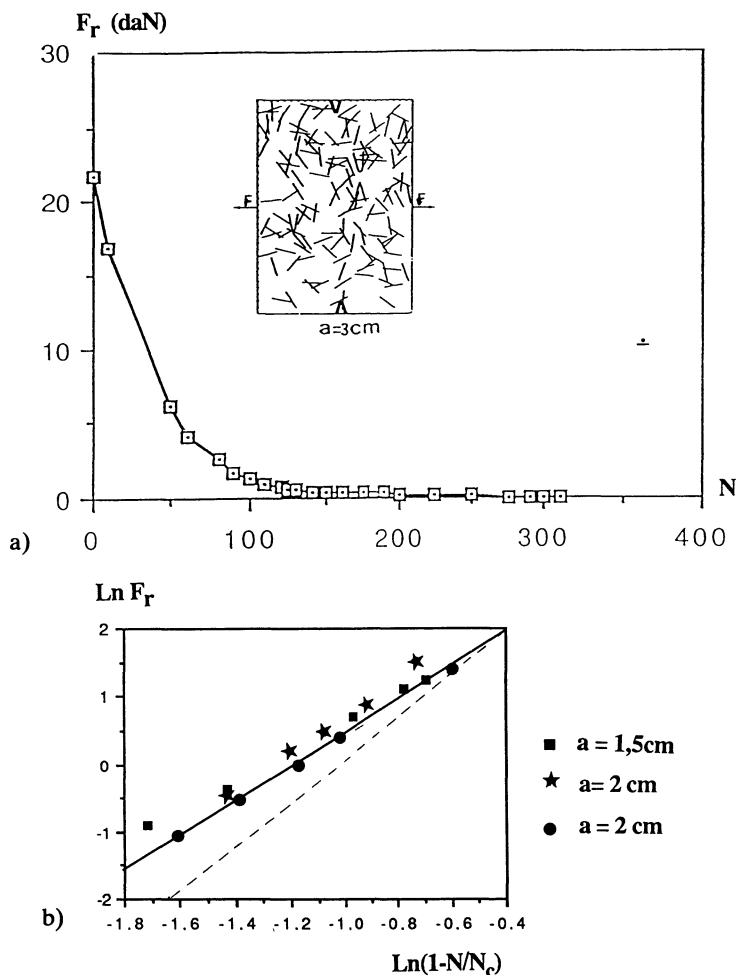 Fr (daN)
30
20
10
0
F
F
a=3cm
N
a)
0 100 200 300 400
Ln Fr
2
1
0
-1
-2
b)
-1.8 -1.6 -1.4 -1.2 -1.0 -0.8 -0.6 -0.4
Ln(1-N/Nc)
a = 1,5cm
a= 2 cm
a = 2 cm